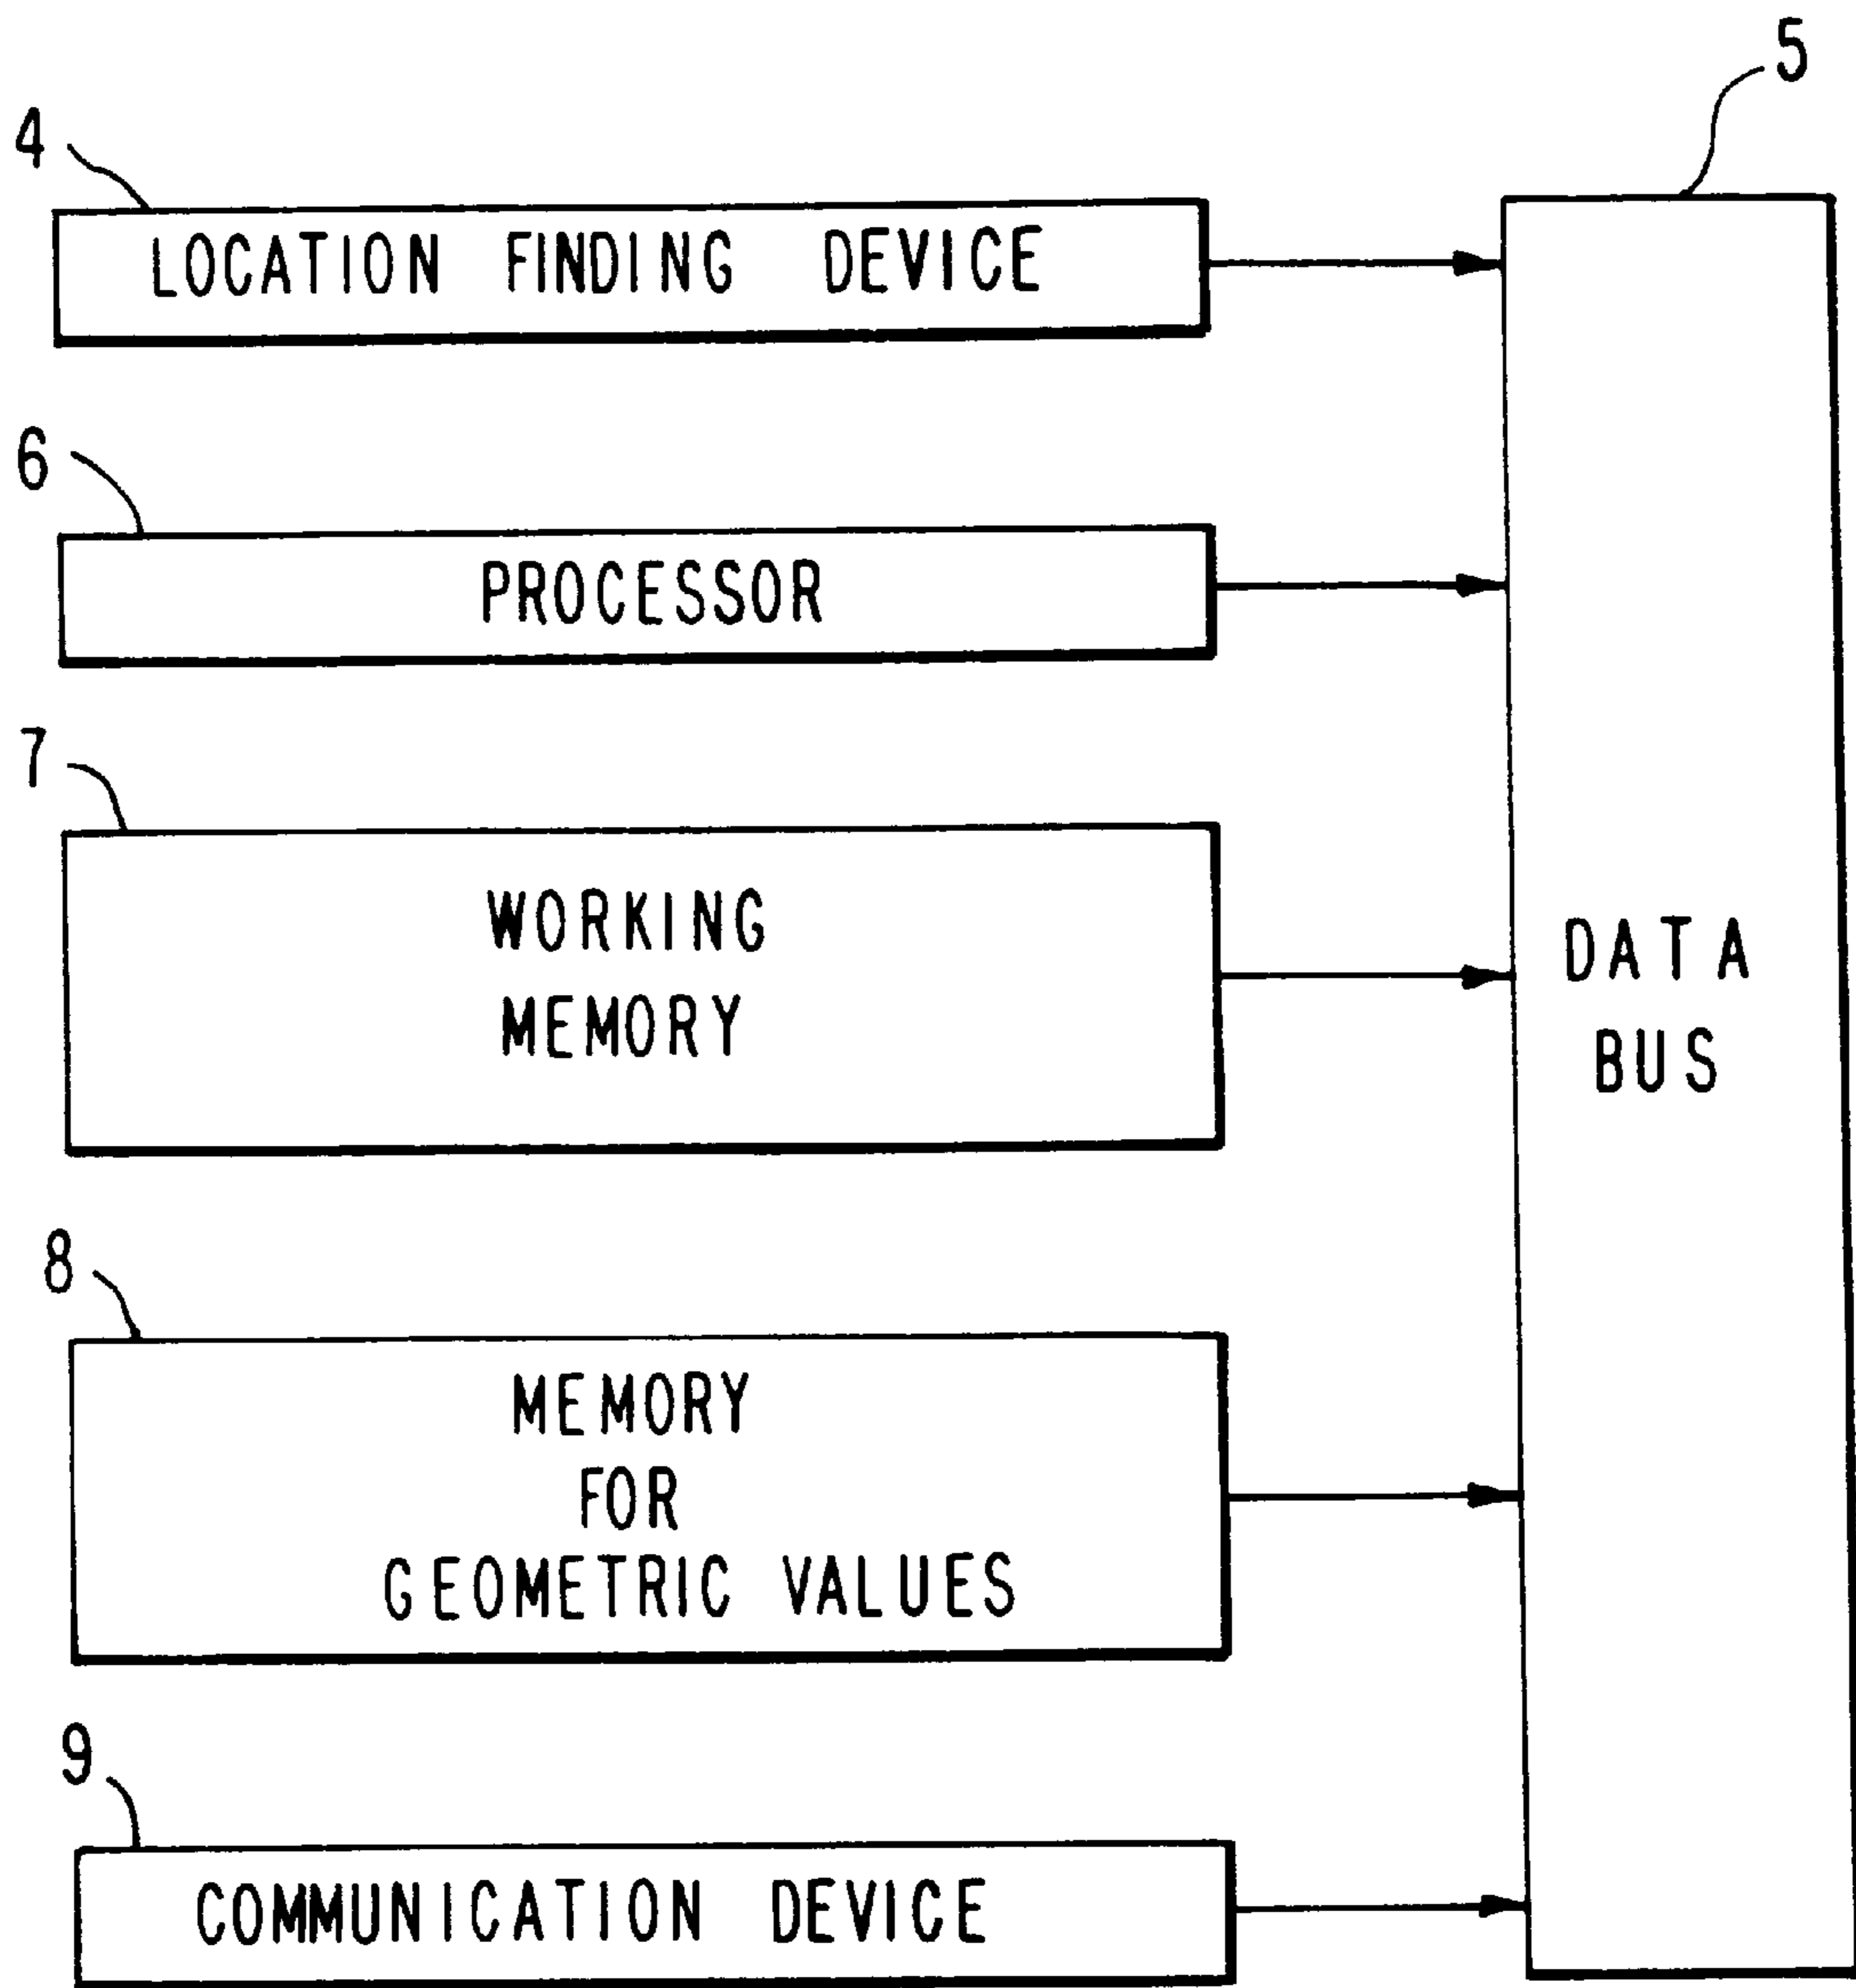 5
4
LOCATION FINDING DEVICE
6
PROCESSOR
7
WORKING
MEMORY
DATA
BUS
8
MEMORY
FOR
GEOMETRIC VALUES
9
COMMUNICATION DEVICE